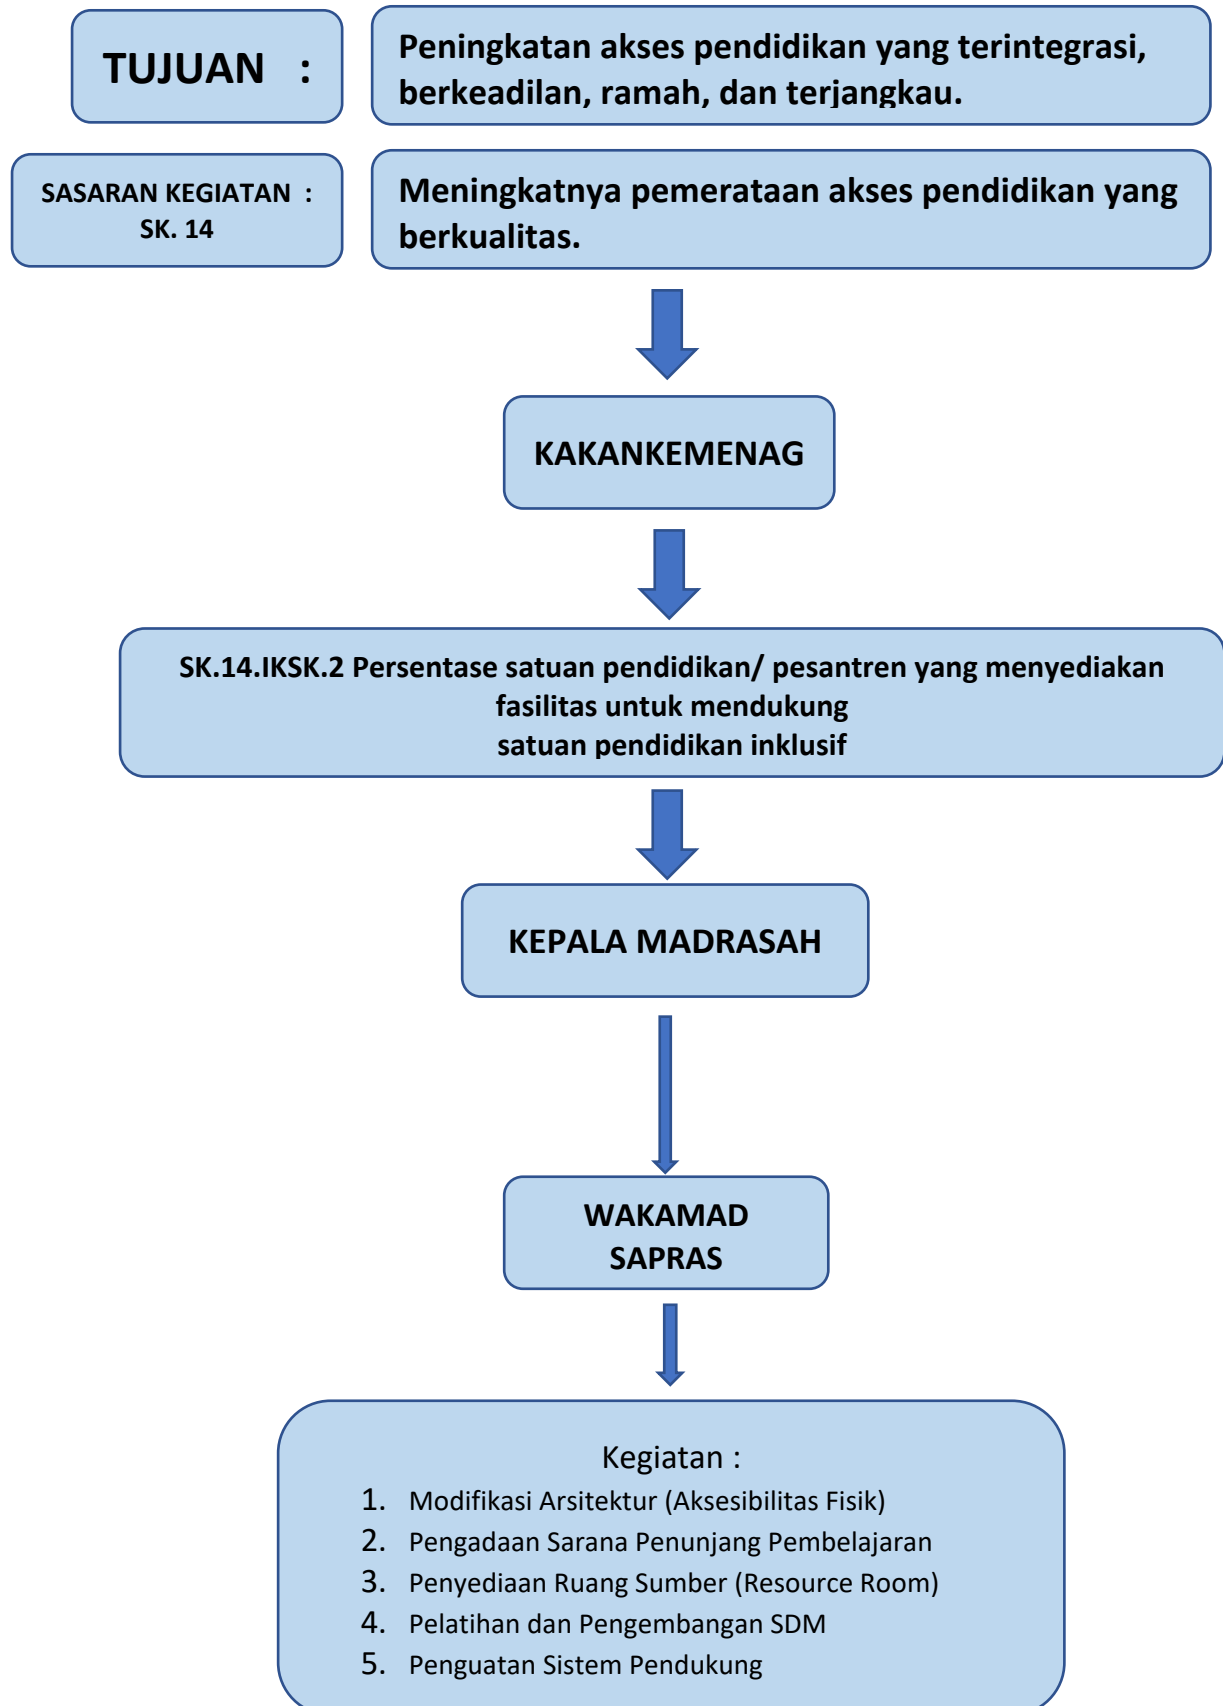 TUJUAN :
Peningkatan akses pendidikan yang terintegrasi,
berkeadilan, ramah, dan terjangkau.
SASARAN KEGIATAN :
SK. 14
Meningkatnya pemerataan akses pendidikan yang
berkualitas.
KAKANKEMENAG
SK.14.IKSK.2 Persentase satuan pendidikan/ pesantren yang menyediakan
fasilitas untuk mendukung
satuan pendidikan inklusif
KEPALA MADRASAH
WAKAMAD
SAPRAS
Kegiatan :
1. Modifikasi Arsitektur (Aksesibilitas Fisik)
2. Pengadaan Sarana Penunjang Pembelajaran
3. Penyediaan Ruang Sumber (Resource Room)
4. Pelatihan dan Pengembangan SDM
5. Penguatan Sistem Pendukung